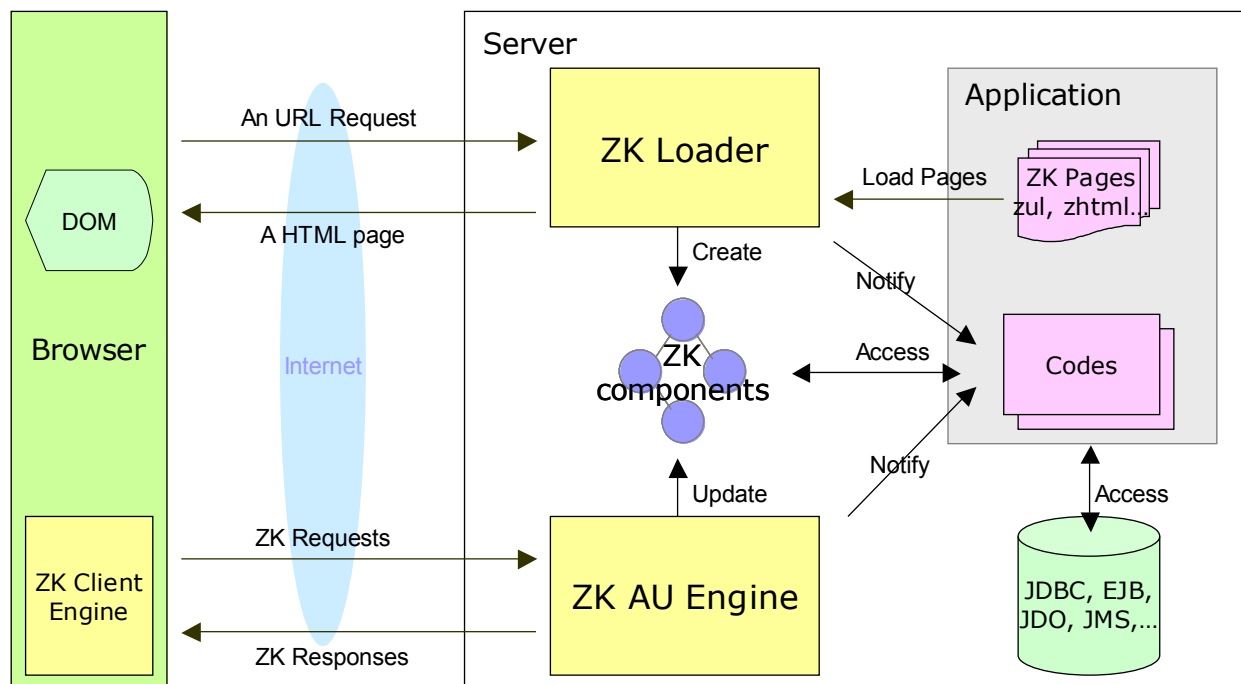 Server
Application
An URL Request
ZK Loader
Load Pages
ZK Pages
zul, zhtml...
DOM
A HTML page
Create
Notify
Browser
Internet
ZK
components
Access
Codes
Notify
Update
Access
ZK Requests
ZK Client
Engine
ZK AU Engine
JDBC, EJB,
JDO, JMS,...
ZK Responses